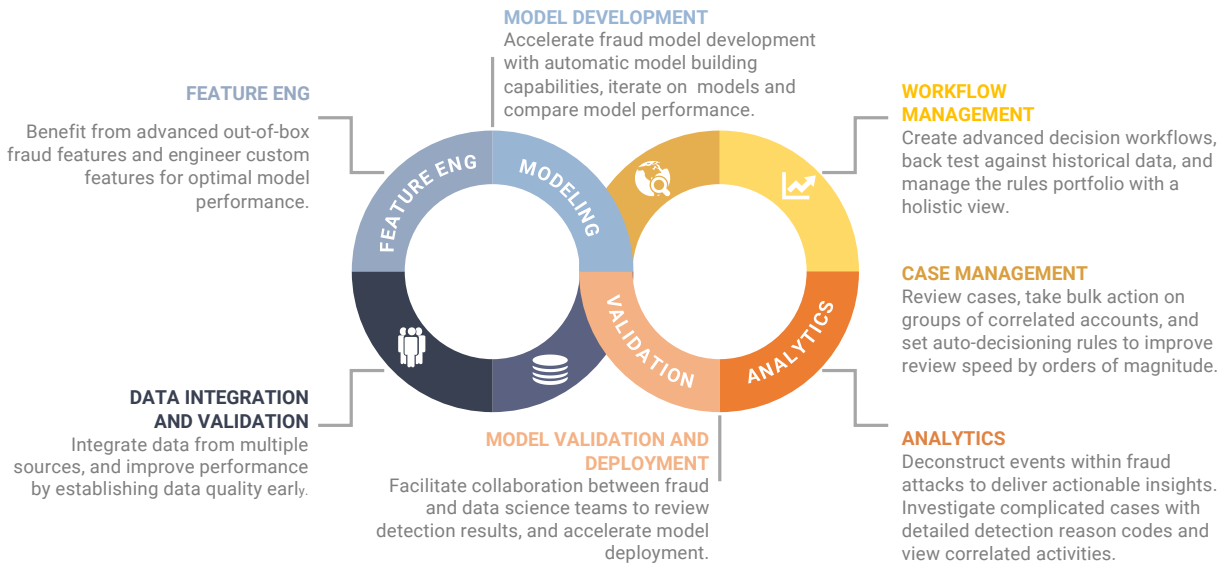 MODEL DEVELOPMENT
Accelerate fraud model development
with automatic model building
capabilities, iterate on models and
compare model performance.
FEATURE ENG
Benefit from advanced out-of-box
fraud features and engineer custom
features for optimal model
performance.
WORKFLOW
MANAGEMENT
Create advanced decision workflows,
back test against historical data, and
manage the rules portfolio with a
holistic view.
FEATURE ENG
MODELING
VALIDATION
ANALYTICS
CASE MANAGEMENT
Review cases, take bulk action on
groups of correlated accounts, and
set auto-decisioning rules to improve
review speed by orders of magnitude.
DATA INTEGRATION
AND VALIDATION
Integrate data from multiple
sources, and improve performance
by establishing data quality early.
MODEL VALIDATION AND
DEPLOYMENT
Facilitate collaboration between fraud
and data science teams to review
detection results, and accelerate model
deployment.
ANALYTICS
Deconstruct events within fraud
attacks to deliver actionable insights.
Investigate complicated cases with
detailed detection reason codes and
view correlated activities.